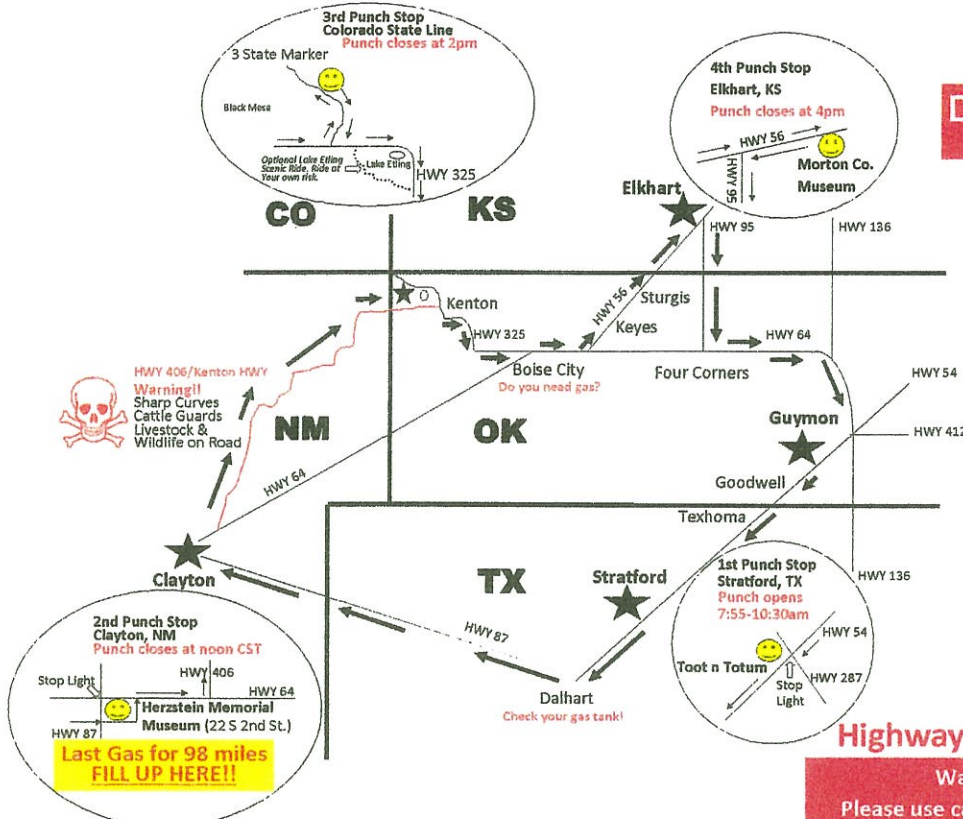 3rd Punch Stop
Colorado State Line
Punch closes at 2pm
3 State Marker
Black Mesa
Optional Lake Etling
Scenic Ride. Ride at
Your own risk.
Lake Etling
HWY 325
4th Punch Stop
Elkhart, KS
Punch closes at 4pm
HWY 56
HWY 95
Morton Co.
Museum
CO
KS
Elkhart
HWY 95
HWY 136
Kenton
HWY 325
HWY 56
Sturgis
Keyes
HWY 64
Boise City
Do you need gas?
Four Corners
HWY 54
HWY 406/Kenton HWY
Warning!!
Sharp Curves
Cattle Guards
Livestock &
Wildlife on Road
NM
OK
HWY 64
Guymon
HWY 412
Goodwell
Texhoma
Clayton
TX
Stratford
HWY 136
HWY 87
Dalhart
Check your gas tank!
1st Punch Stop
Stratford, TX
Punch opens
7:55-10:30am
HWY 54
Toot n Totum
Stop
Light
HWY 287
2nd Punch Stop
Clayton, NM
Punch closes at noon CST
HWY 406
Stop Light
HWY 64
Herzstein Memorial
Museum (22 S 2nd St.)
HWY 87
Last Gas for 98 miles
FILL UP HERE!!
Highway
Please use